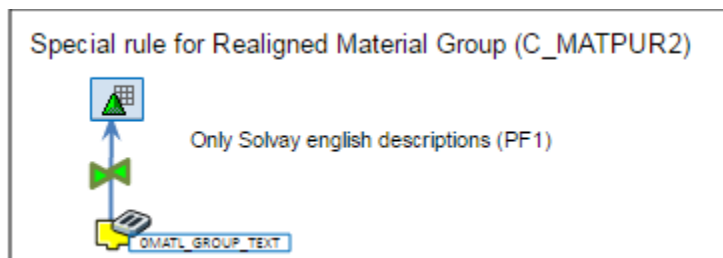 Special rule for Realigned Material Group (C_MATPUR2)
Only Solvay english descriptions (PF1)
0MATL_GROUP_TEXT